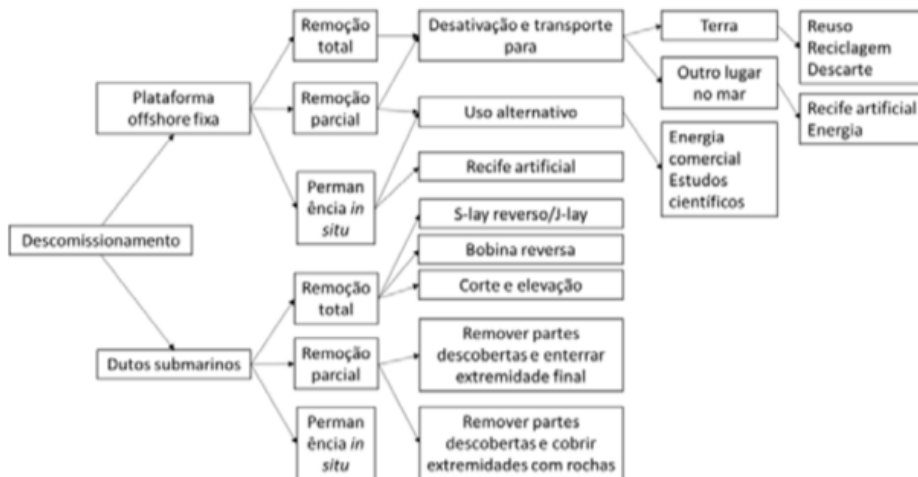 Descomissionamento
Plataforma
offshore fixa
Remoção
total
Remoção
parcial
Perman
ência in
situ
Desativação e transporte
para
Uso alternativo
Recife artificial
Terra
Outro lugar
no mar
Energia
comercial
Estudos
científicos
Reuso
Reciclagem
Descarte
Recife artificial
Energia
Dutos submarinos
Remoção
total
Remoção
parcial
Perman
ência in
situ
S-lay reverso/J-lay
Bobina reversa
Corte e elevação
Remover partes
descobertas e enterrar
extremidade final
Remover partes
descobertas e cobrir
extremidades com rochas